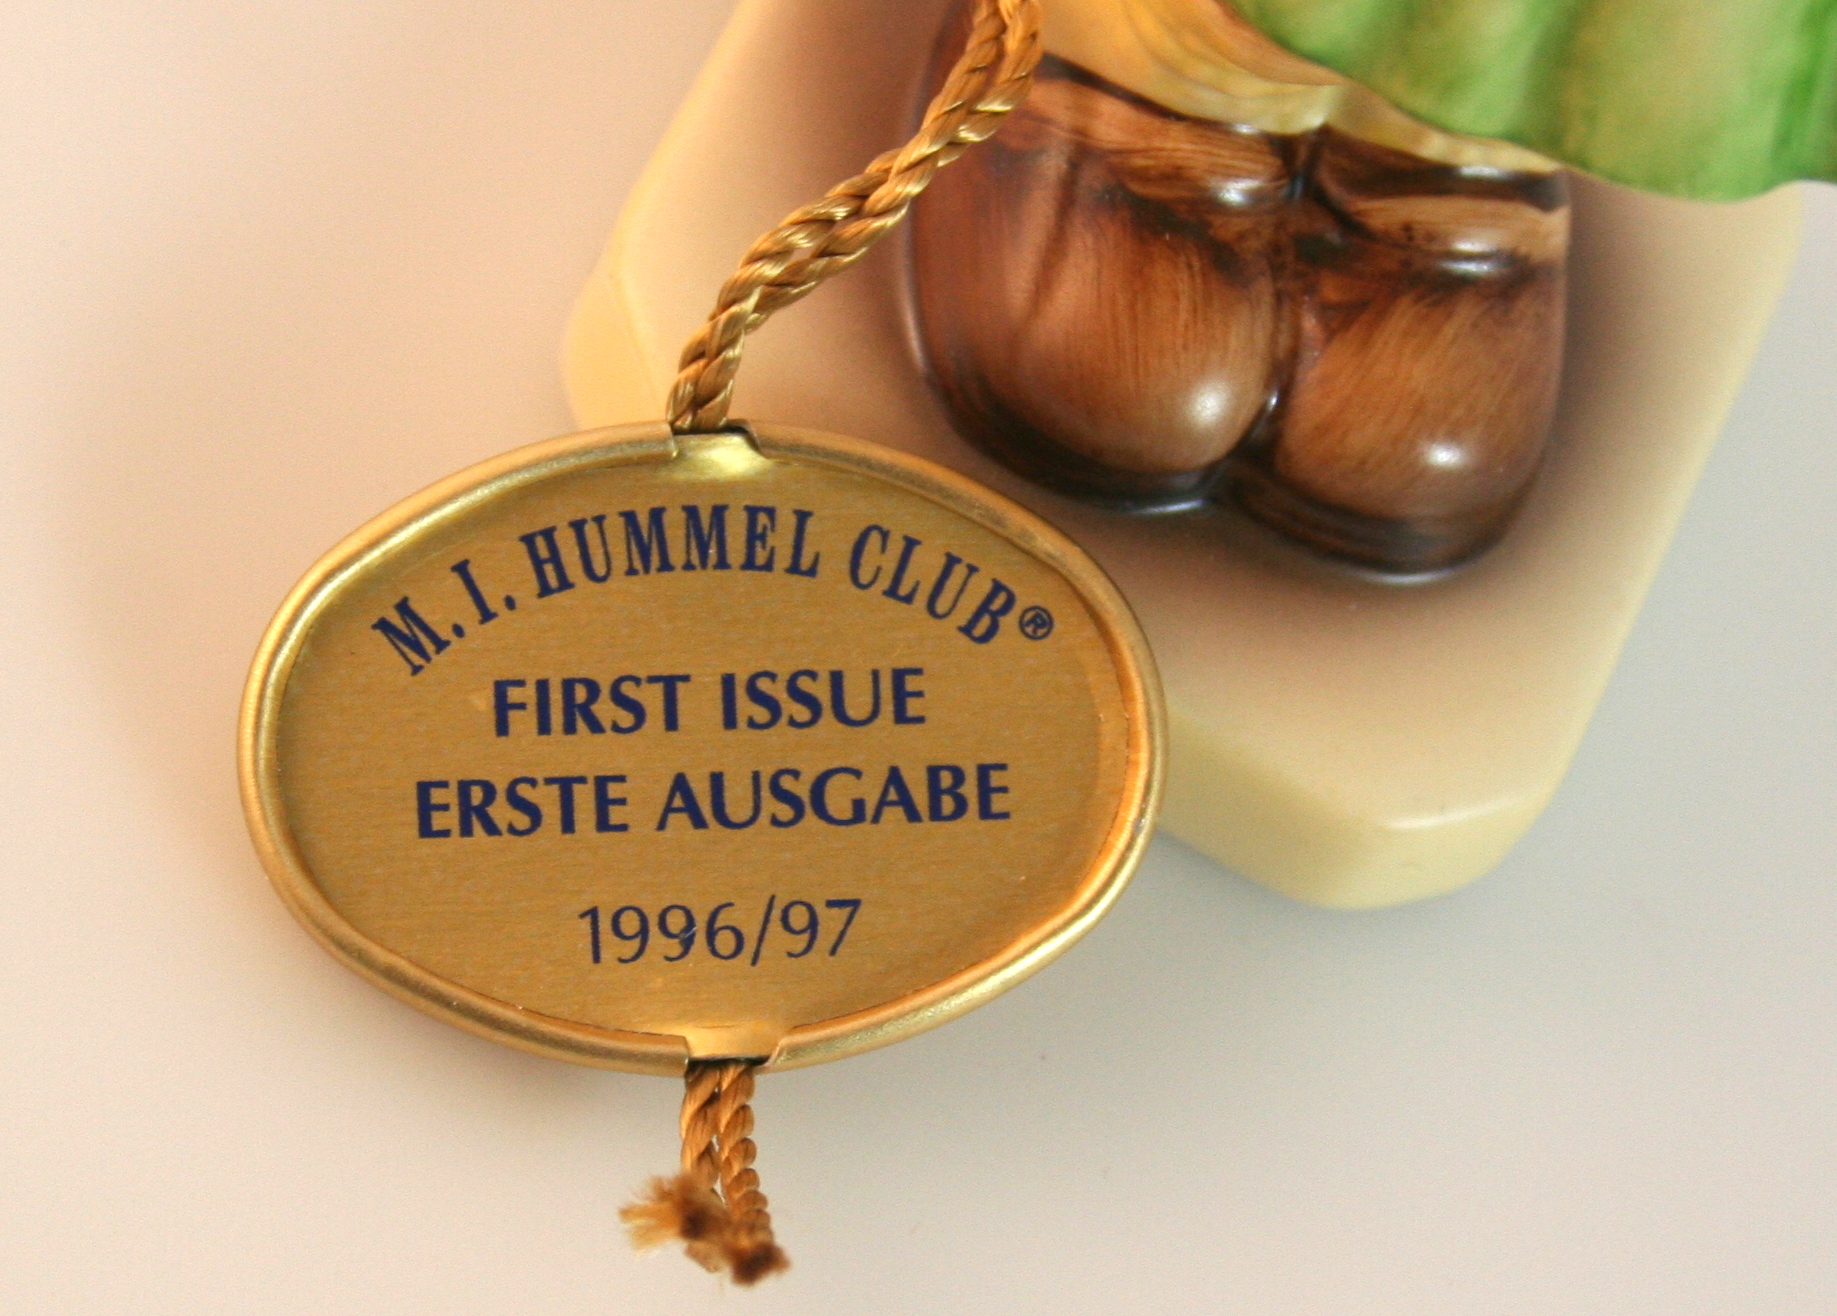 M. I. HUMMEL CLUB®
FIRST ISSUE
ERSTE AUSGABE
1996/97